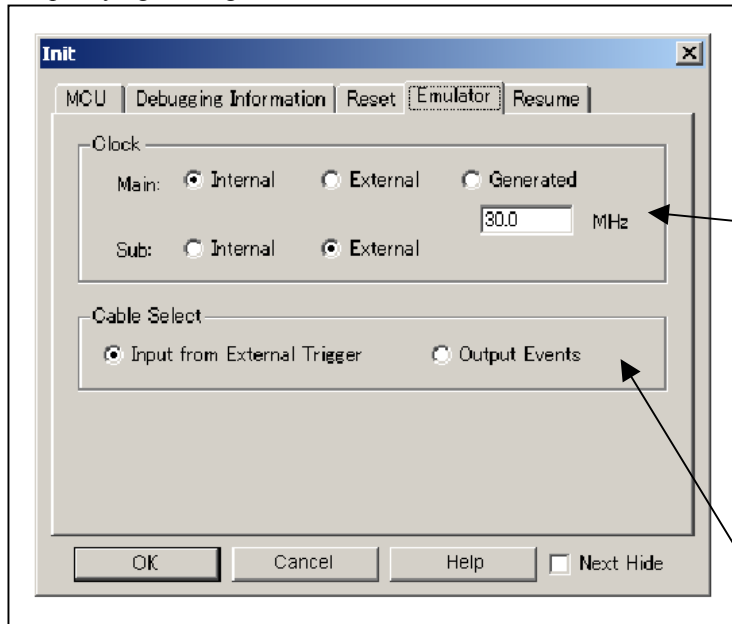 Init
MCU Debugging Information Reset Emulator Resume
Clock
Main: Internal External Generated
30.0 MHz
Sub: Internal External
Cable Select
Input from External Trigger Output Events
OK Cancel Help Next Hide